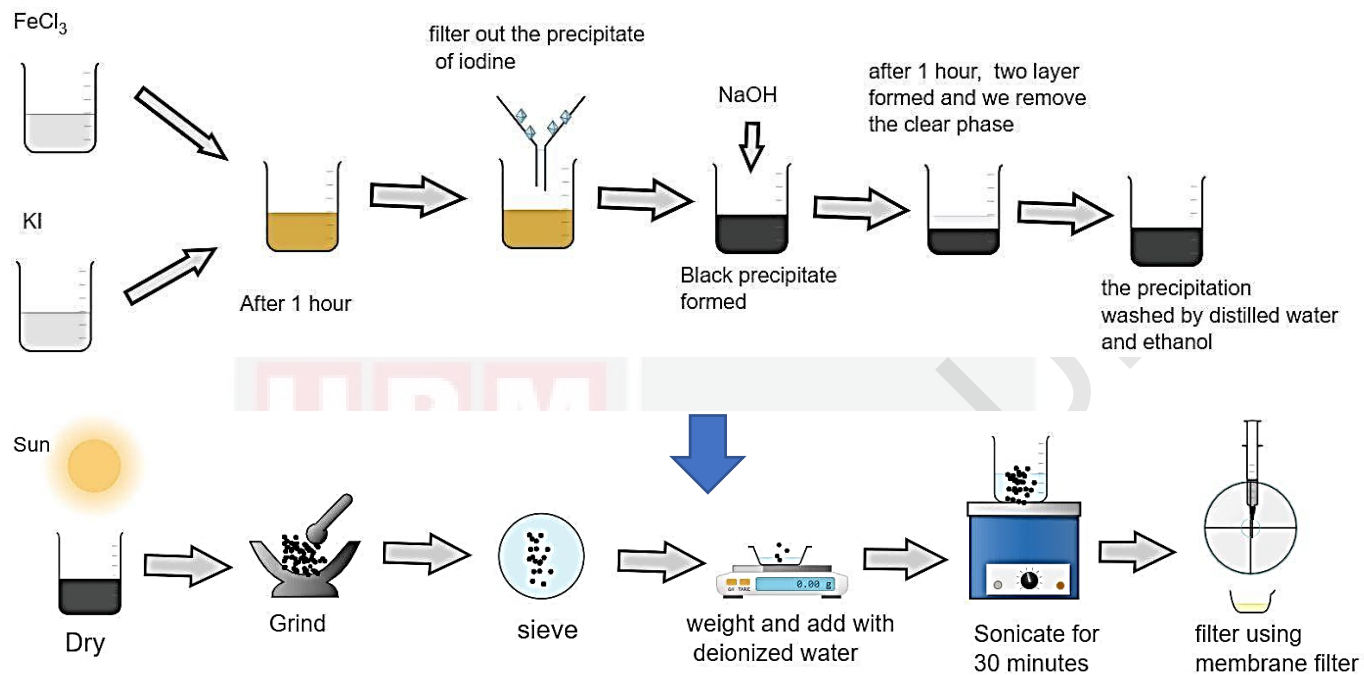 FeCl₃
filter out the precipitate
of iodine
KI
After 1 hour
NaOH
Black precipitate
formed
after 1 hour, two layer
formed and we remove
the clear phase
the precipitation
washed by distilled water
and ethanol
UPM
Sun
Dry
Grind
sieve
0.00 g
weight and add with
deionized water
Sonicate for
30 minutes
filter using
membrane filter